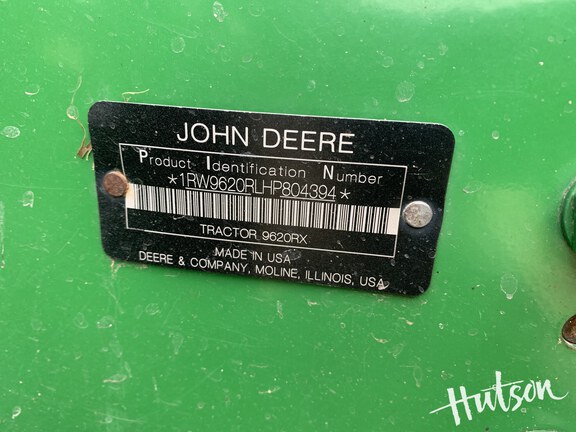 JOHN DEERE
Product Identification Number
*1RW9620RLHP804394*
TRACTOR 9620RX
MADE IN USA
DEERE & COMPANY, MOLINE, ILLINOIS, USA
Hutson